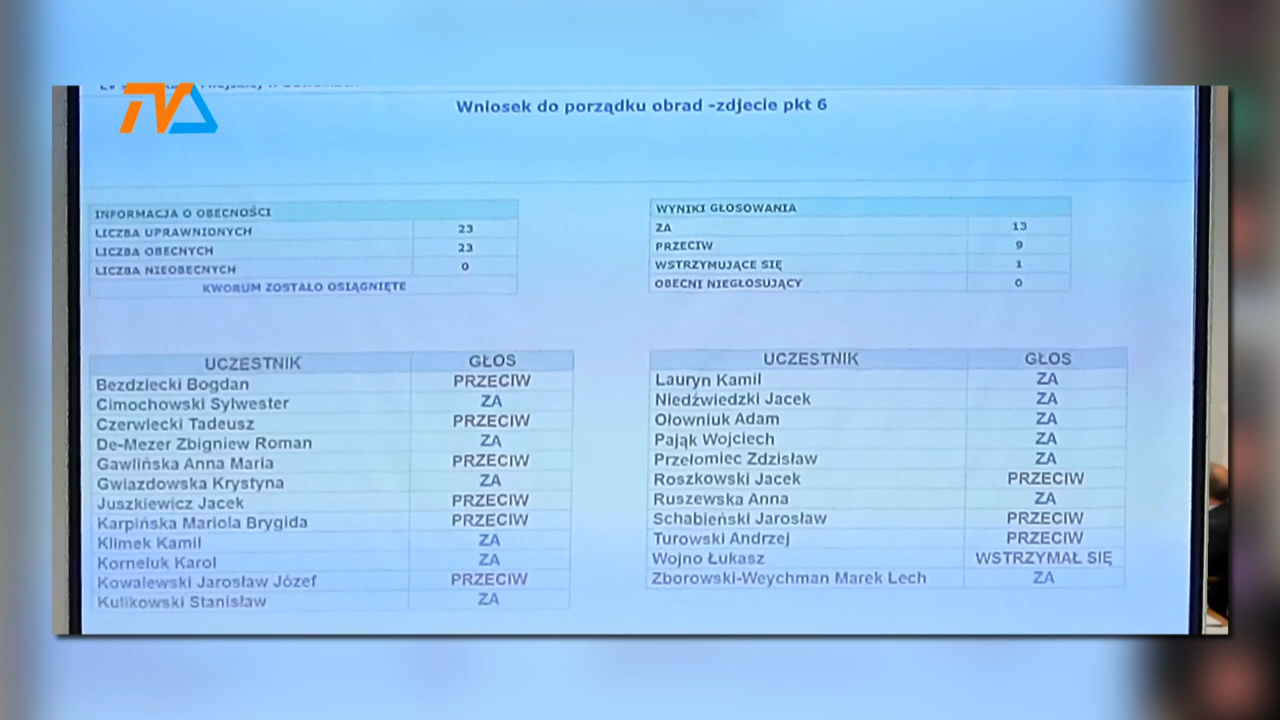 TVA
Wniosek do porządku obrad -zdjecie pkt 6
INFORMACJA O OBECNOŚCI
LICZBA UPRAWNIONYCH 23
LICZBA OBECNYCH 23
LICZBA NIEOBECNYCH 0
KWORUM ZOSTAŁO OSIĄGNIĘTE
WYNIKI GŁOSOWANIA
ZA 13
PRZECIW 9
WSTRZYMUJĄCE SIĘ 1
OBECNI NIEGŁOSUJĄCY 0
UCZESTNIK GŁOS
Bezdziecki Bogdan PRZECIW
Cimochowski Sylwester ZA
Czerwiecki Tadeusz PRZECIW
De-Mezer Zbigniew Roman ZA
Gawlińska Anna Maria PRZECIW
Gwiazdowska Krystyna ZA
Juszkiewicz Jacek PRZECIW
Karpińska Mariola Brygida PRZECIW
Klimek Kamil ZA
Korneluk Karol ZA
Kowalewski Jarosław Józef PRZECIW
Kulikowski Stanisław ZA
UCZESTNIK GŁOS
Lauryn Kamil ZA
Niedźwiedzki Jacek ZA
Ołowniuk Adam ZA
Pająk Wojciech ZA
Przełomiec Zdzisław ZA
Roszkowski Jacek PRZECIW
Ruszewska Anna ZA
Schabieński Jarosław PRZECIW
Turowski Andrzej PRZECIW
Wojno Łukasz WSTRZYMAŁ SIĘ
Zborowski-Weychman Marek Lech ZA